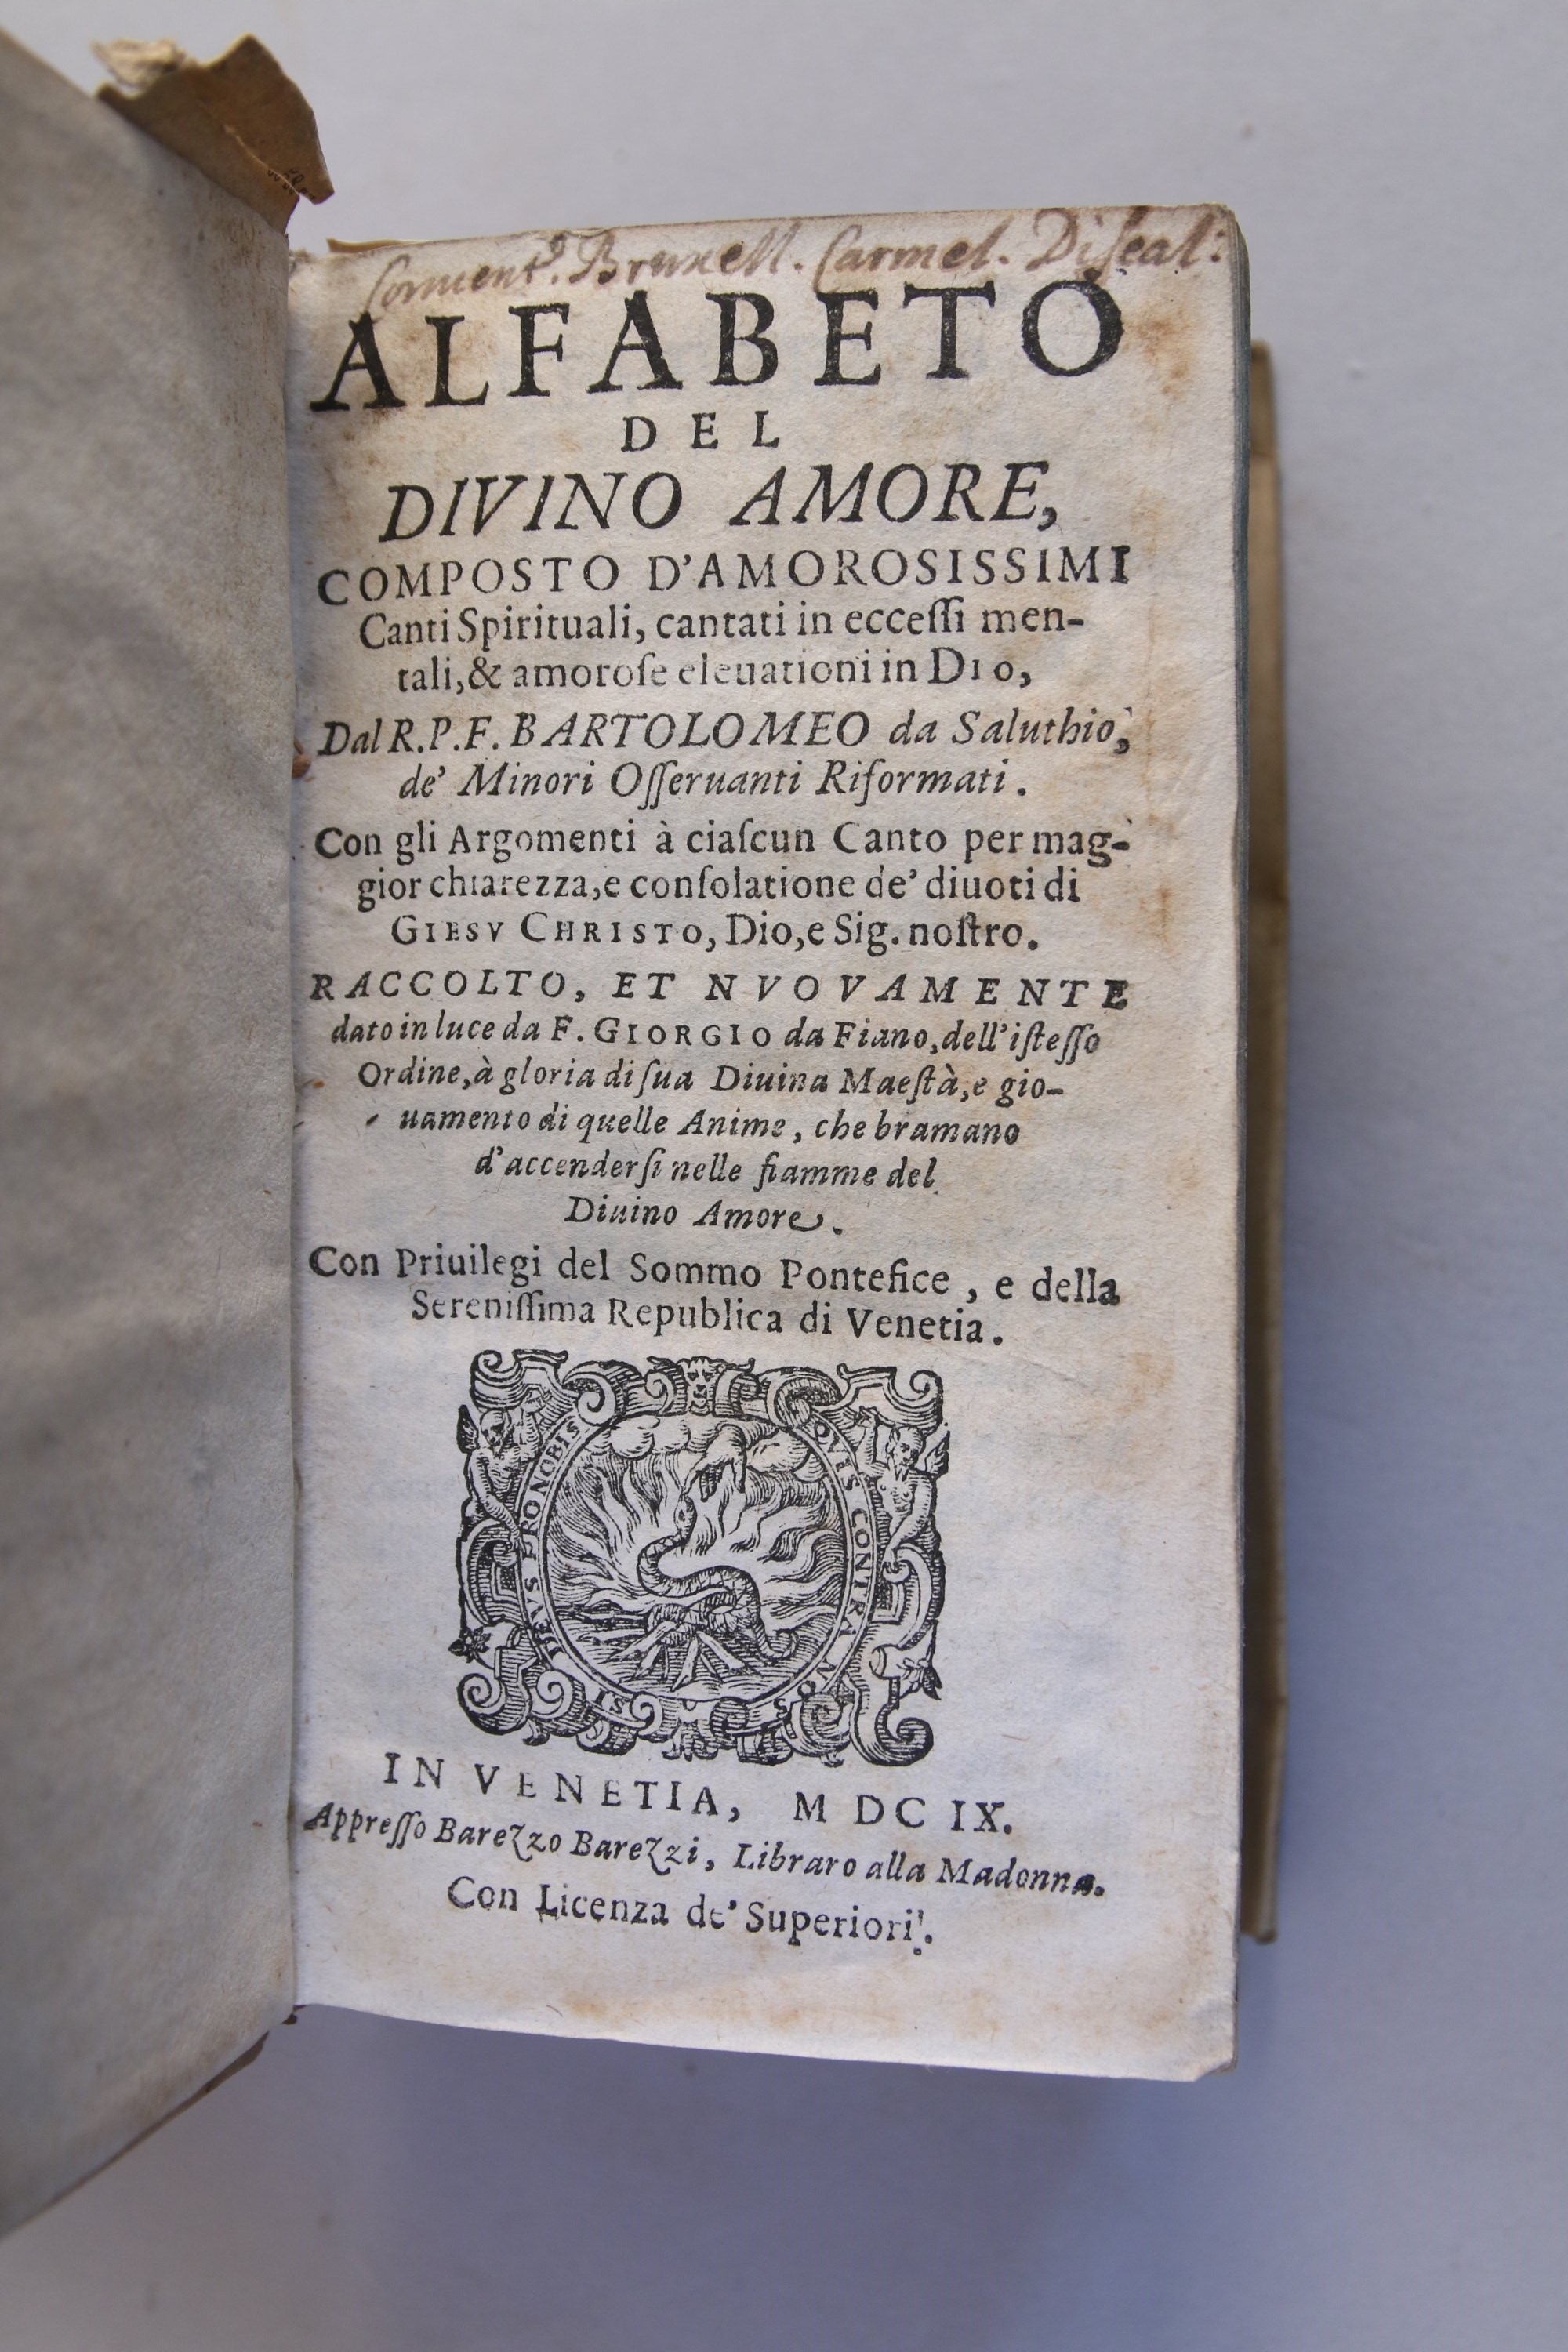 Conuent9. Bruxell. Carmel. Discal:
ALFABETO
DEL
DIVINO AMORE,
COMPOSTO D'AMOROSISSIMI
Canti Spirituali, cantati in ecceſſi men-
tali, & amoroſe eleuationi in DIO,
Dal R.P.F. BARTOLOMEO da Saluthio,
de' Minori Oſſeruanti Riformati.
Con gli Argomenti à ciaſcun Canto per mag-
gior chiarezza, e conſolatione de' diuoti di
GIESV CHRISTO, Dio, e Sig. noſtro.
RACCOLTO, ET NVOVAMENTE
dato in luce da F. GIORGIO da Fiano, dell'iſteſſo
Ordine, à gloria di ſua Diuina Maeſtà, e gio-
uamento di quelle Anime, che bramano
d'accenderſi nelle fiamme del
Diuino Amore.
Con Priuilegi del Sommo Pontefice, e della
Sereniſſima Republica di Venetia.
SI DEVS PRO NOBIS QVIS CONTRA NOS
IN VENETIA, M DC IX.
Appreſſo Barezzo Barezzi, Libraro alla Madonna.
Con Licenza de' Superiori.